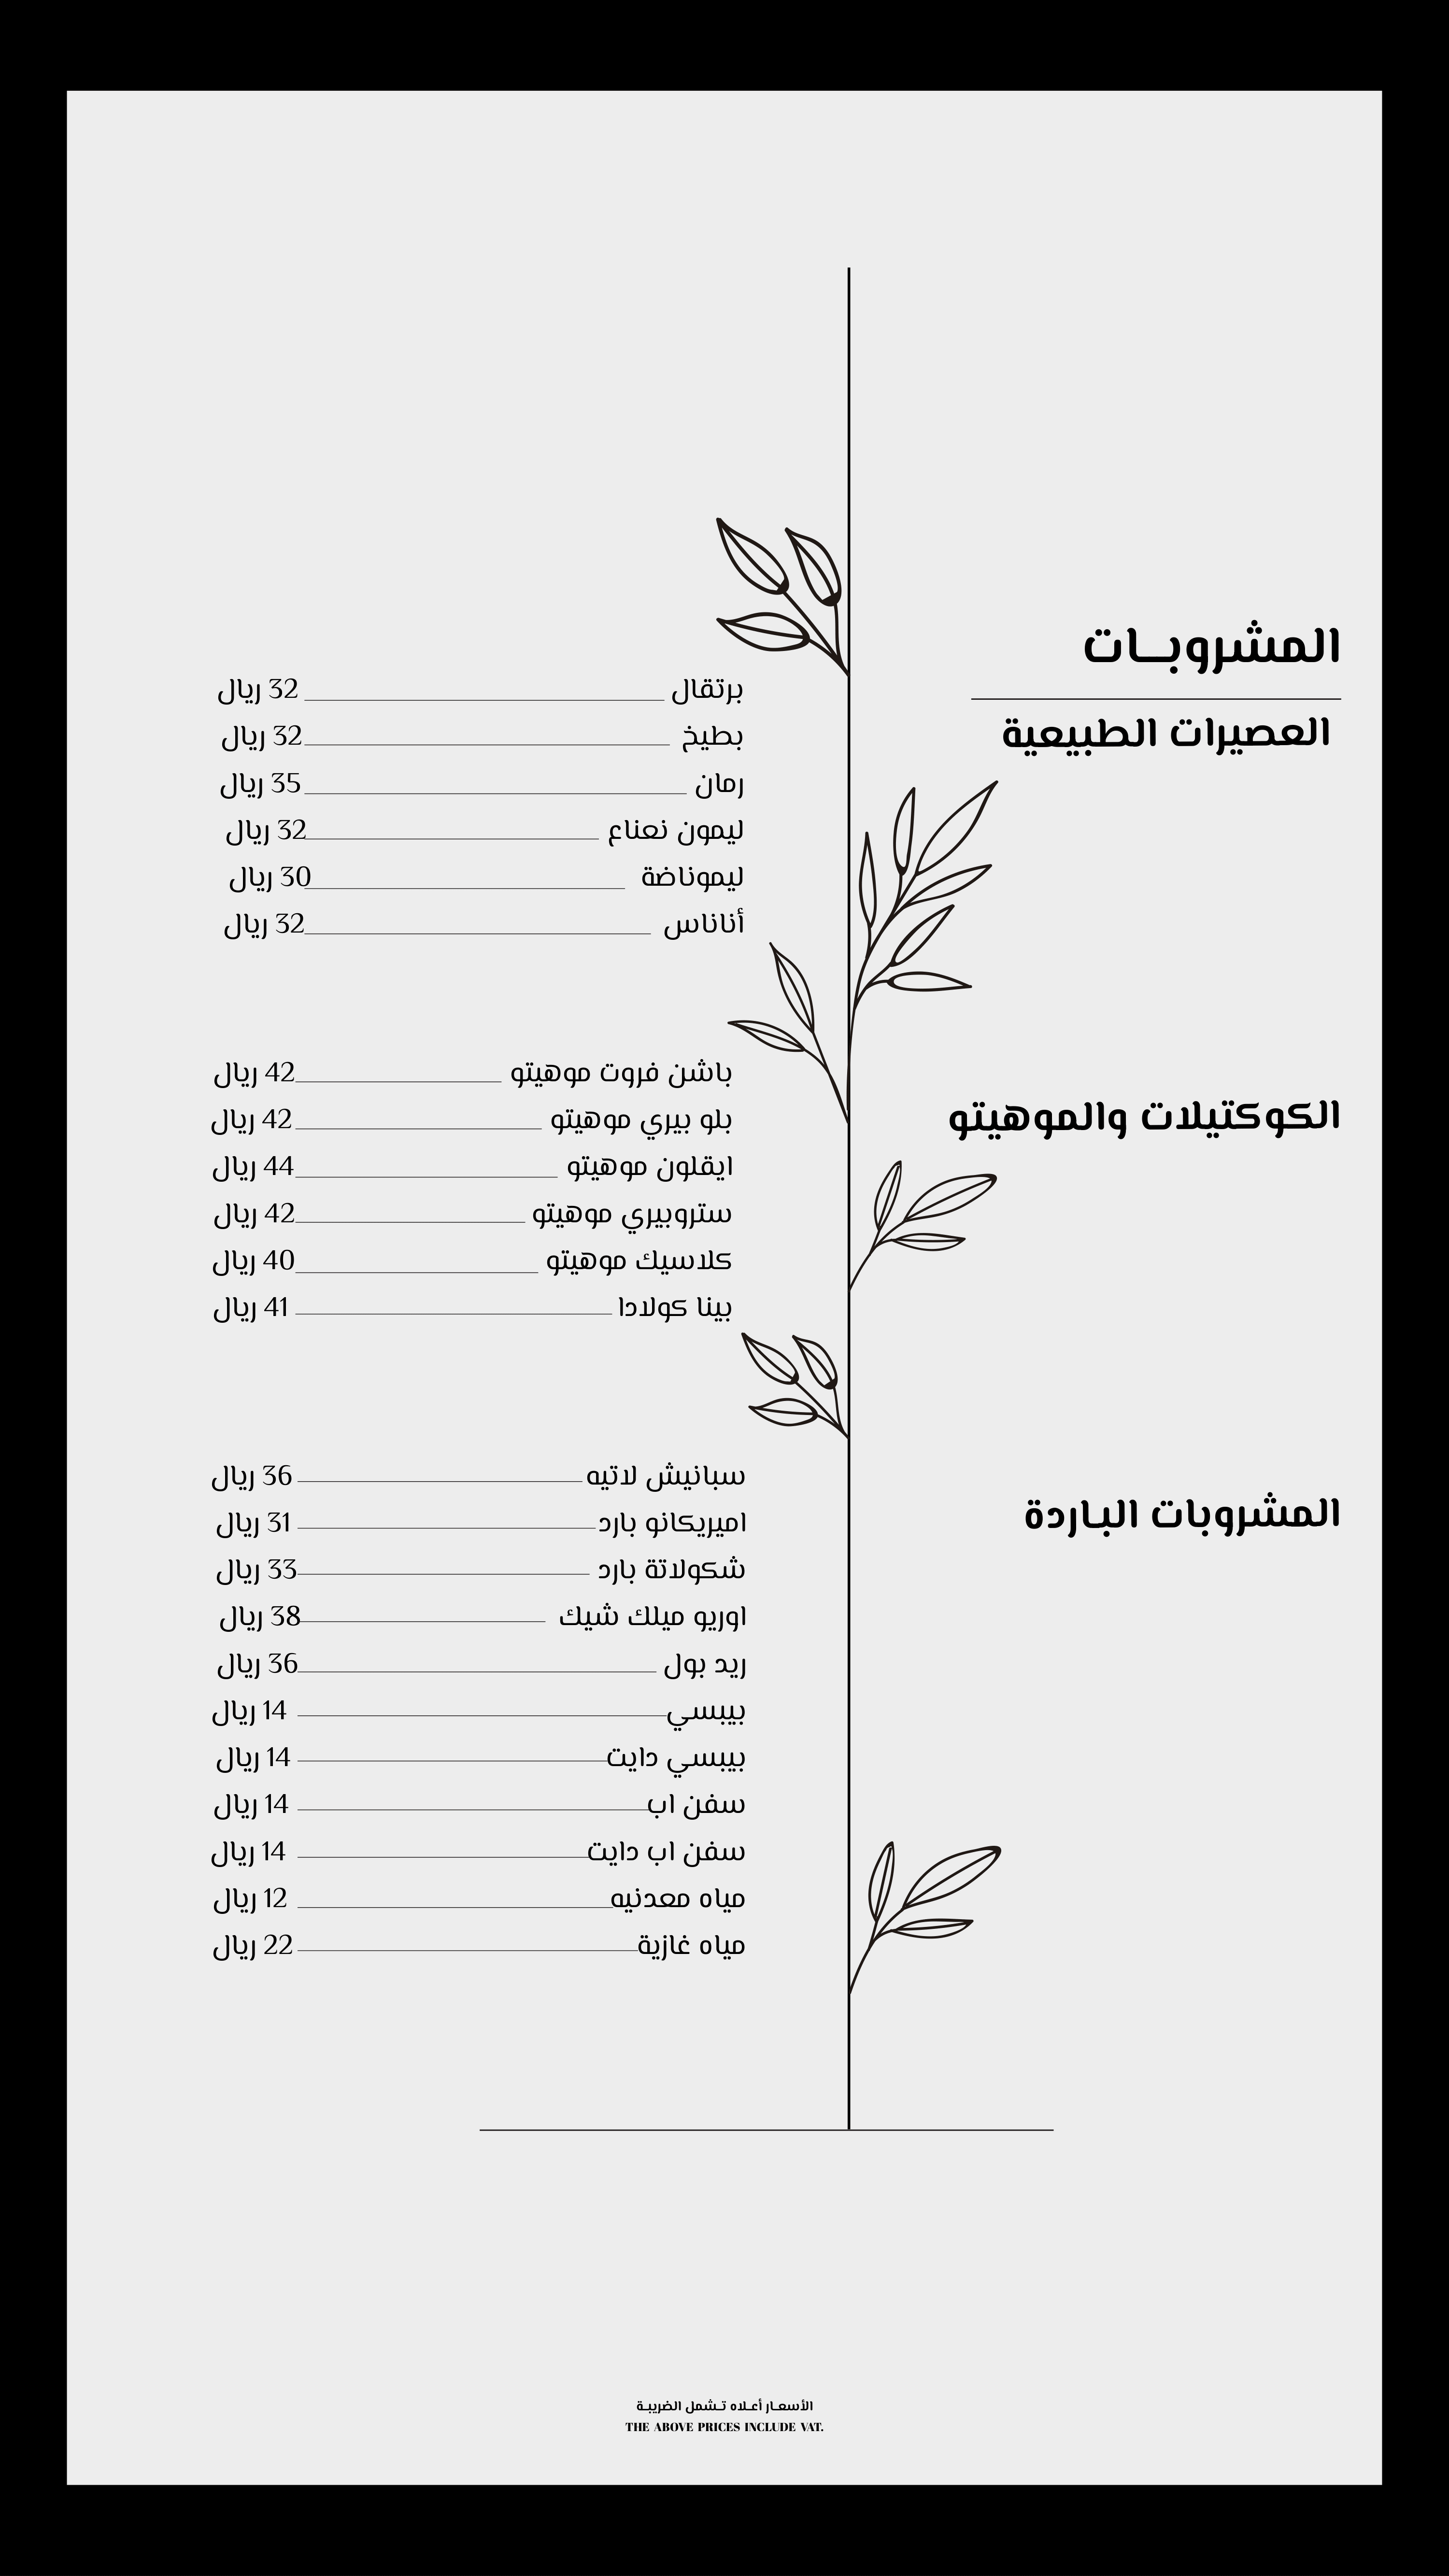 المشروبــات
العصيرات الطبيعية
برتقال 32 ريال
بطيخ 32 ريال
رمان 35 ريال
ليمون نعناع 32 ريال
ليموناضة 30 ريال
أناناس 32 ريال
الكوكتيلات والموهيتو
باشن فروت موهيتو 42 ريال
بلو بيري موهيتو 42 ريال
ايقلون موهيتو 44 ريال
ستروبيري موهيتو 42 ريال
كلاسيك موهيتو 40 ريال
بينا كولادا 41 ريال
المشروبات الباردة
سبانيش لاتيه 36 ريال
اميريكانو بارد 31 ريال
شكولاتة بارد 33 ريال
اوريو ميلك شيك 38 ريال
ريد بول 36 ريال
بيبسي 14 ريال
بيبسي دايت 14 ريال
سفن اب 14 ريال
سفن اب دايت 14 ريال
مياه معدنيه 12 ريال
مياه غازية 22 ريال
الأسعـار أعـلاه تـشمل الضريبـة
THE ABOVE PRICES INCLUDE VAT.